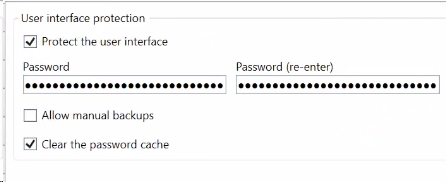 User interface protection
Protect the user interface
Password
Password (re-enter)
●●●●●●●●●●●●●●●●●●●●●●●●●●●●● ●●●●●●●●●●●●●●●●●●●●●●●●●●●●●
Allow manual backups
Clear the password cache